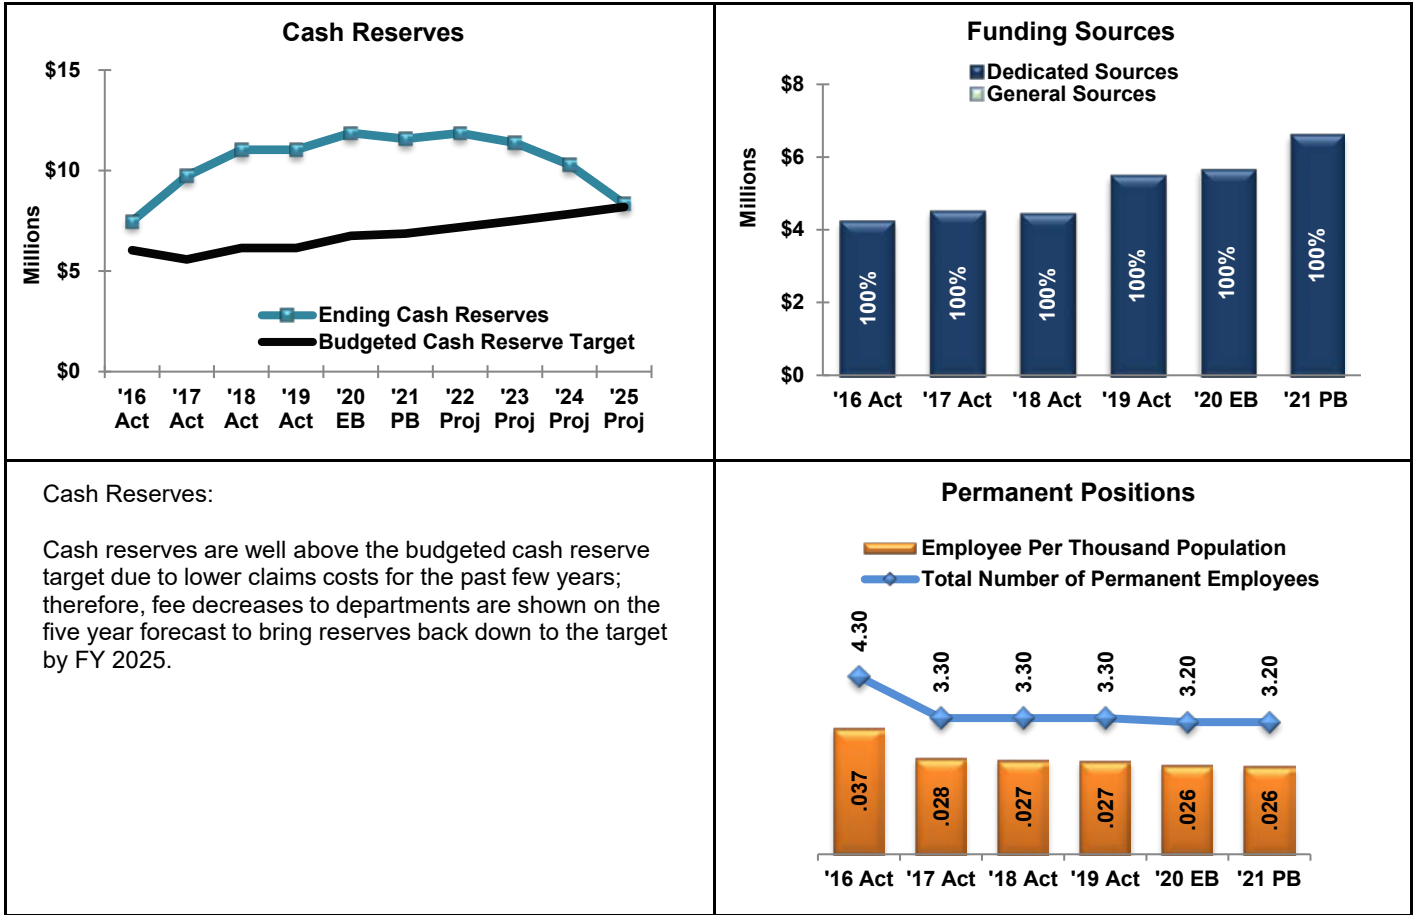 Cash Reserves
$15
$10
$5
$0
Millions
Ending Cash Reserves
Budgeted Cash Reserve Target
'16 '17 '18 '19 '20 '21 '22 '23 '24 '25
Act Act Act Act EB PB Proj Proj Proj Proj
Funding Sources
Dedicated Sources
General Sources
$8
$6
$4
$2
$0
Millions
100% 100% 100% 100% 100% 100%
'16 Act '17 Act '18 Act '19 Act '20 EB '21 PB
Cash Reserves:
Cash reserves are well above the budgeted cash reserve
target due to lower claims costs for the past few years;
therefore, fee decreases to departments are shown on the
five year forecast to bring reserves back down to the target
by FY 2025.
Permanent Positions
Employee Per Thousand Population
Total Number of Permanent Employees
4.30 3.30 3.30 3.30 3.20 3.20
.037 .028 .027 .027 .026 .026
'16 Act '17 Act '18 Act '19 Act '20 EB '21 PB